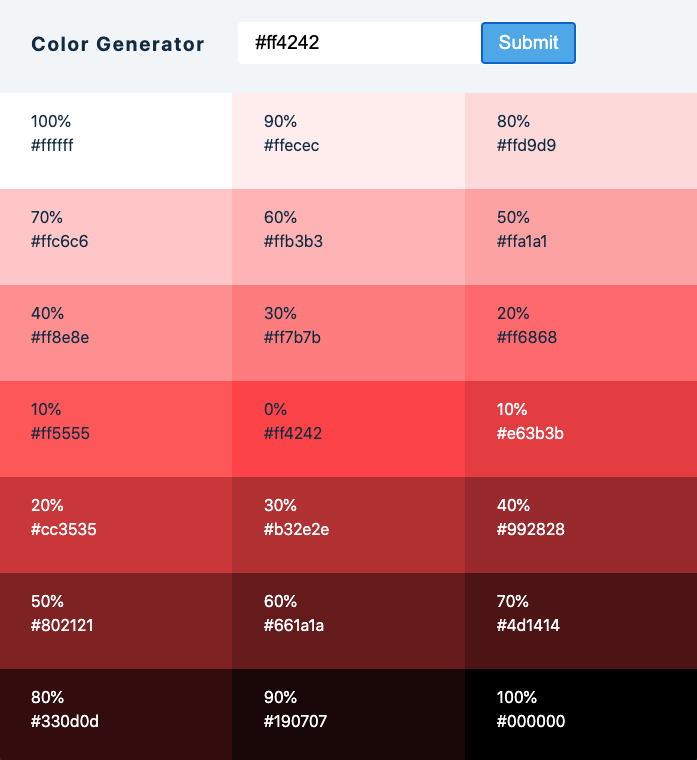 Color Generator
#ff4242
Submit
100%
#ffffff
90%
#ffecec
80%
#ffd9d9
70%
#ffc6c6
60%
#ffb3b3
50%
#ffa1a1
40%
#ff8e8e
30%
#ff7b7b
20%
#ff6868
10%
#ff5555
0%
#ff4242
10%
#e63b3b
20%
#cc3535
30%
#b32e2e
40%
#992828
50%
#802121
60%
#661a1a
70%
#4d1414
80%
#330d0d
90%
#190707
100%
#000000